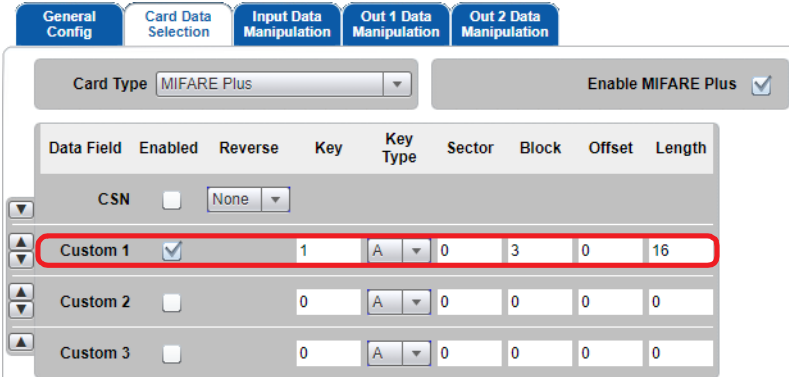 General Config Card Data Selection Input Data Manipulation Out 1 Data Manipulation Out 2 Data Manipulation
Card Type MIFARE Plus Enable MIFARE Plus
Data Field Enabled Reverse Key Key Type Sector Block Offset Length
CSN None
Custom 1 1 A 0 3 0 16
Custom 2 0 A 0 0 0 0
Custom 3 0 A 0 0 0 0